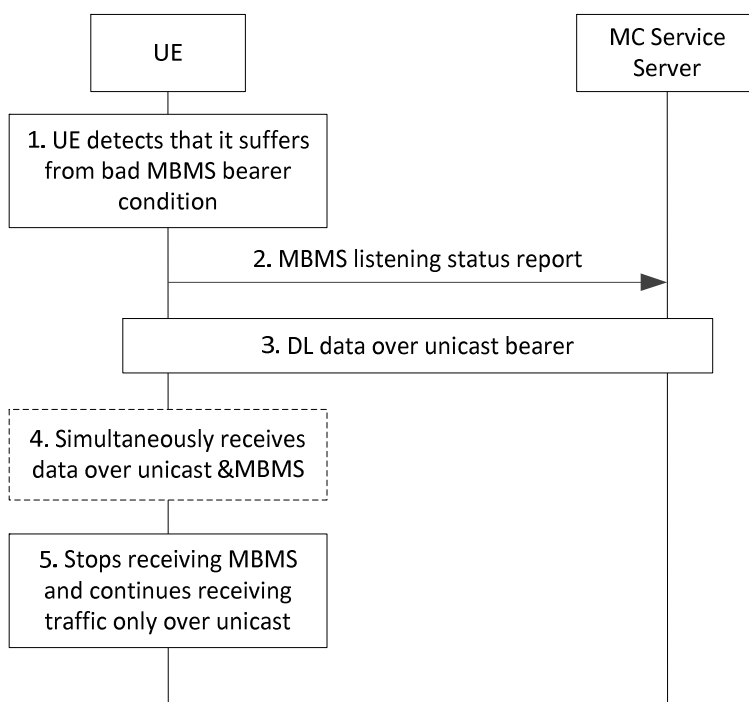 UE
MC Service
Server
1. UE detects that it suffers
from bad MBMS bearer
condition
2. MBMS listening status report
3. DL data over unicast bearer
4. Simultaneously receives
data over unicast &MBMS
5. Stops receiving MBMS
and continues receiving
traffic only over unicast